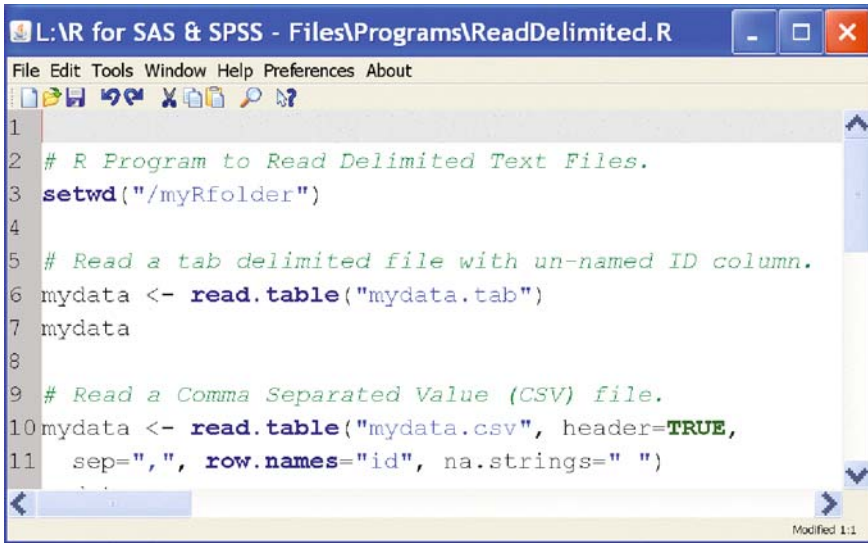 L:\R for SAS & SPSS - Files\Programs\ReadDelimited.R
File Edit Tools Window Help Preferences About
1
2 # R Program to Read Delimited Text Files.
3 setwd("/myRfolder")
4
5 # Read a tab delimited file with un-named ID column.
6 mydata <- read.table("mydata.tab")
7 mydata
8
9 # Read a Comma Separated Value (CSV) file.
10 mydata <- read.table("mydata.csv", header=TRUE,
11 sep=",", row.names="id", na.strings=" ")
Modified 1:1